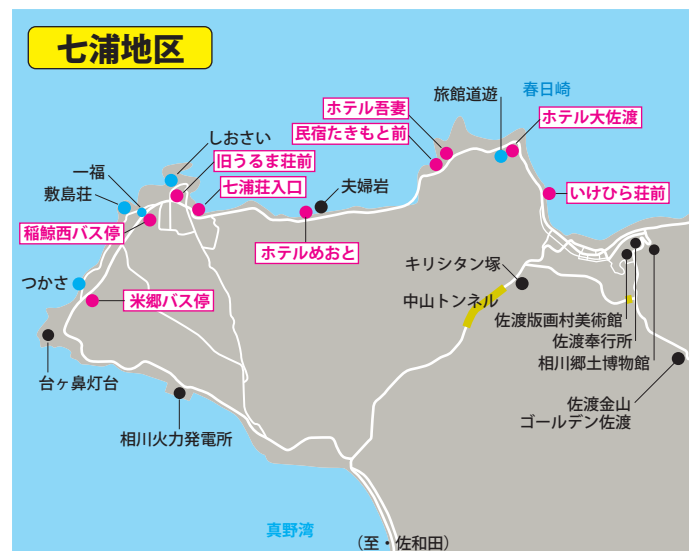 七浦地区
春日崎
旅館道遊
ホテル吾妻
ホテル大佐渡
民宿たきもと前
しおさい
旧うるま荘前
一福
夫婦岩
七浦荘入口
いけひら荘前
敷島荘
稲鯨西バス停
ホテルめおと
キリシタン塚
つかさ
米郷バス停
中山トンネル
佐渡版画村美術館
佐渡奉行所
相川郷土博物館
台ヶ鼻灯台
佐渡金山
ゴールデン佐渡
相川火力発電所
真野湾
(至・佐和田)